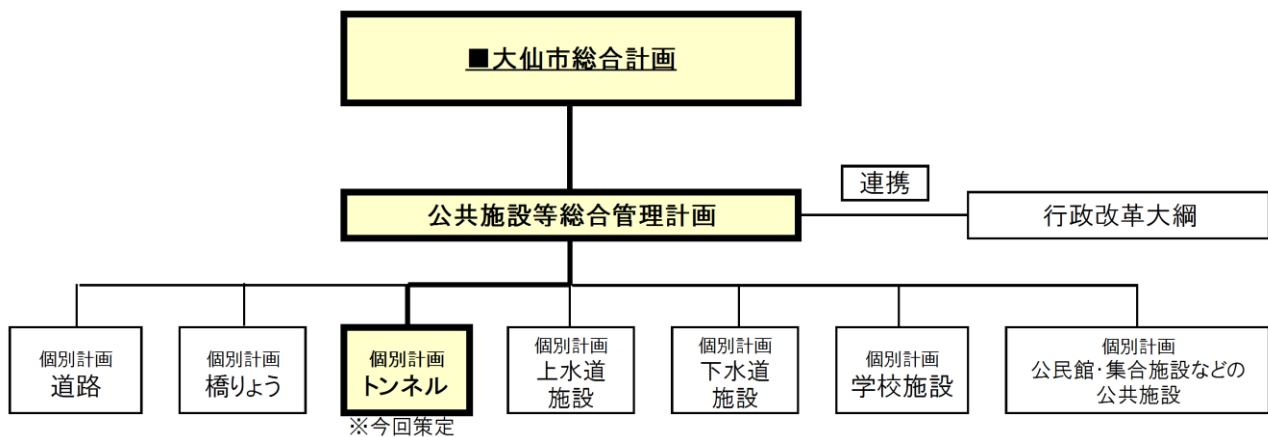 ■大仙市総合計画
連携
公共施設等総合管理計画
行政改革大綱
個別計画
道路
個別計画
橋りょう
個別計画
トンネル
※今回策定
個別計画
上水道
施設
個別計画
下水道
施設
個別計画
学校施設
個別計画
公民館・集合施設などの
公共施設